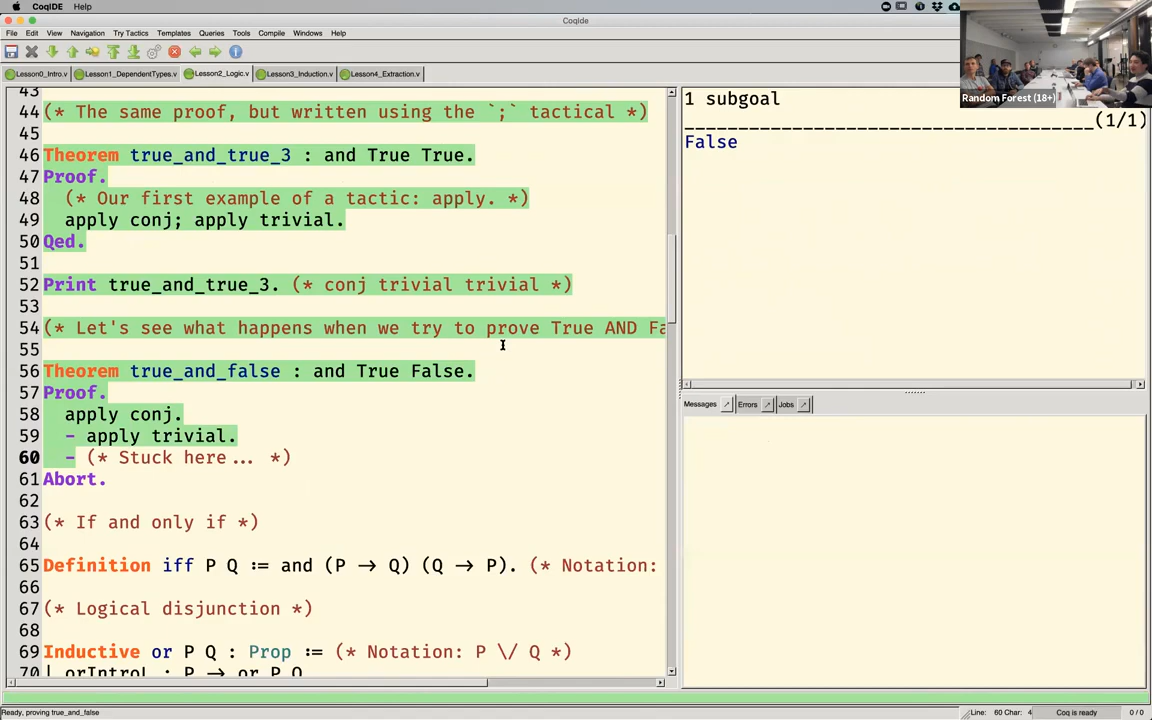 CoqIDE Help
CoqIde
File Edit View Navigation Try Tactics Templates Queries Tools Compile Windows Help
Lesson0_Intro.v Lesson1_DependentTypes.v Lesson2_Logic.v Lesson3_Induction.v Lesson4_Extraction.v
43
44 (* The same proof, but written using the `;` tactical *)
45
46 Theorem true_and_true_3 : and True True.
47 Proof.
48 (* Our first example of a tactic: apply. *)
49 apply conj; apply trivial.
50 Qed.
51
52 Print true_and_true_3. (* conj trivial trivial *)
53
54 (* Let's see what happens when we try to prove True AND Fa
55
56 Theorem true_and_false : and True False.
57 Proof.
58 apply conj.
59 - apply trivial.
60 - (* Stuck here... *)
61 Abort.
62
63 (* If and only if *)
64
65 Definition iff P Q := and (P → Q) (Q → P). (* Notation:
66
67 (* Logical disjunction *)
68
69 Inductive or P Q : Prop := (* Notation: P \/ Q *)
70 | orIntroL : P → or P Q
1 subgoal
(1/1)
False
Messages Errors Jobs
Random Forest (18+)
Ready, proving true_and_false
Line: 60 Char: 4 Coq is ready 0 / 0